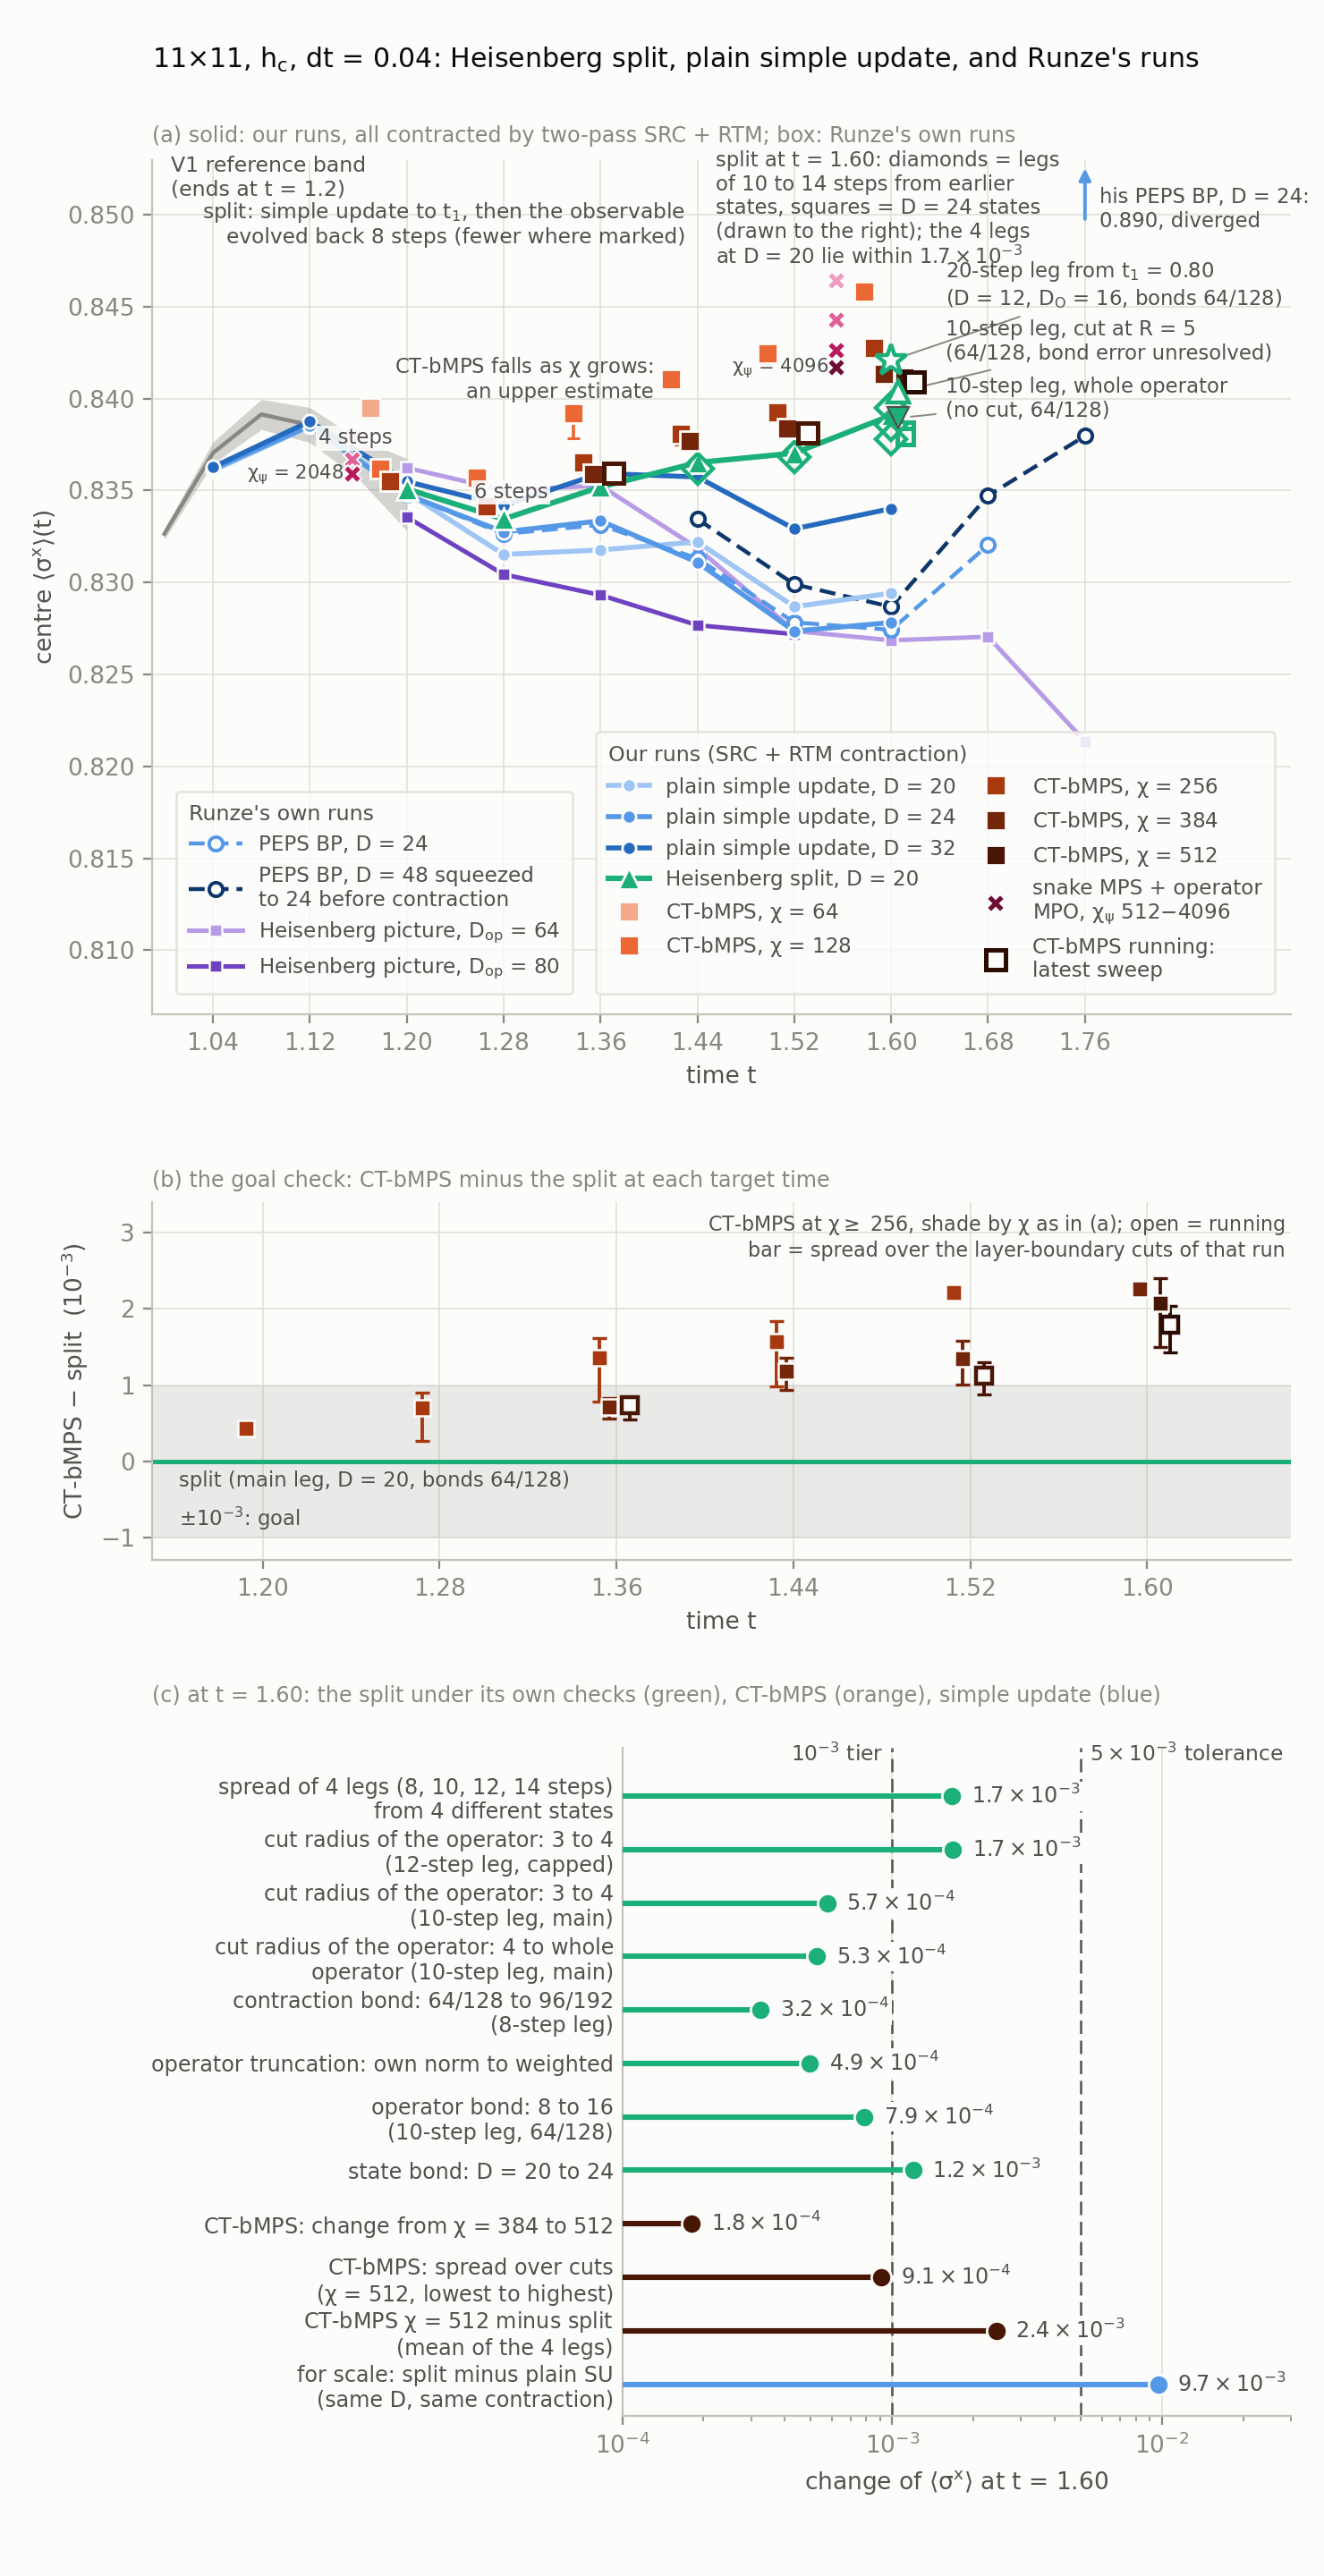 11×11, h_c, dt = 0.04: Heisenberg split, plain simple update, and Runze's runs
(a) solid: our runs, all contracted by two-pass SRC + RTM; box: Runze's own runs
V1 reference band
(ends at t = 1.2)
split: simple update to t₁, then the observable
evolved back 8 steps (fewer where marked)
split at t = 1.60: diamonds = legs
of 10 to 14 steps from earlier
states, squares = D = 24 states
(drawn to the right); the 4 legs
at D = 20 lie within 1.7 × 10⁻³
his PEPS BP, D = 24:
0.890, diverged
20-step leg from t₁ = 0.80
(D = 12, D_O = 16, bonds 64/128)
10-step leg, cut at R = 5
(64/128, bond error unresolved)
10-step leg, whole operator
(no cut, 64/128)
CT-bMPS falls as χ grows:
an upper estimate
χ_ψ = 4096
4 steps
χ_ψ = 2048
6 steps
0.850
0.845
0.840
0.835
0.830
0.825
0.820
0.815
0.810
centre ⟨σˣ⟩(t)
Runze's own runs
PEPS BP, D = 24
PEPS BP, D = 48 squeezed
to 24 before contraction
Heisenberg picture, D_op = 64
Heisenberg picture, D_op = 80
Our runs (SRC + RTM contraction)
plain simple update, D = 20
plain simple update, D = 24
plain simple update, D = 32
Heisenberg split, D = 20
CT-bMPS, χ = 64
CT-bMPS, χ = 128
CT-bMPS, χ = 256
CT-bMPS, χ = 384
CT-bMPS, χ = 512
snake MPS + operator
MPO, χ_ψ 512−4096
CT-bMPS running:
latest sweep
1.04 1.12 1.20 1.28 1.36 1.44 1.52 1.60 1.68 1.76
time t
(b) the goal check: CT-bMPS minus the split at each target time
CT-bMPS at χ ≥ 256, shade by χ as in (a); open = running
bar = spread over the layer-boundary cuts of that run
3
2
1
0
−1
CT-bMPS − split (10⁻³)
split (main leg, D = 20, bonds 64/128)
±10⁻³: goal
1.20 1.28 1.36 1.44 1.52 1.60
time t
(c) at t = 1.60: the split under its own checks (green), CT-bMPS (orange), simple update (blue)
10⁻³ tier
5 × 10⁻³ tolerance
spread of 4 legs (8, 10, 12, 14 steps)
from 4 different states
1.7 × 10⁻³
cut radius of the operator: 3 to 4
(12-step leg, capped)
1.7 × 10⁻³
cut radius of the operator: 3 to 4
(10-step leg, main)
5.7 × 10⁻⁴
cut radius of the operator: 4 to whole
operator (10-step leg, main)
5.3 × 10⁻⁴
contraction bond: 64/128 to 96/192
(8-step leg)
3.2 × 10⁻⁴
operator truncation: own norm to weighted
4.9 × 10⁻⁴
operator bond: 8 to 16
(10-step leg, 64/128)
7.9 × 10⁻⁴
state bond: D = 20 to 24
1.2 × 10⁻³
CT-bMPS: change from χ = 384 to 512
1.8 × 10⁻⁴
CT-bMPS: spread over cuts
(χ = 512, lowest to highest)
9.1 × 10⁻⁴
CT-bMPS χ = 512 minus split
(mean of the 4 legs)
2.4 × 10⁻³
for scale: split minus plain SU
(same D, same contraction)
9.7 × 10⁻³
10⁻⁴ 10⁻³ 10⁻²
change of ⟨σˣ⟩ at t = 1.60